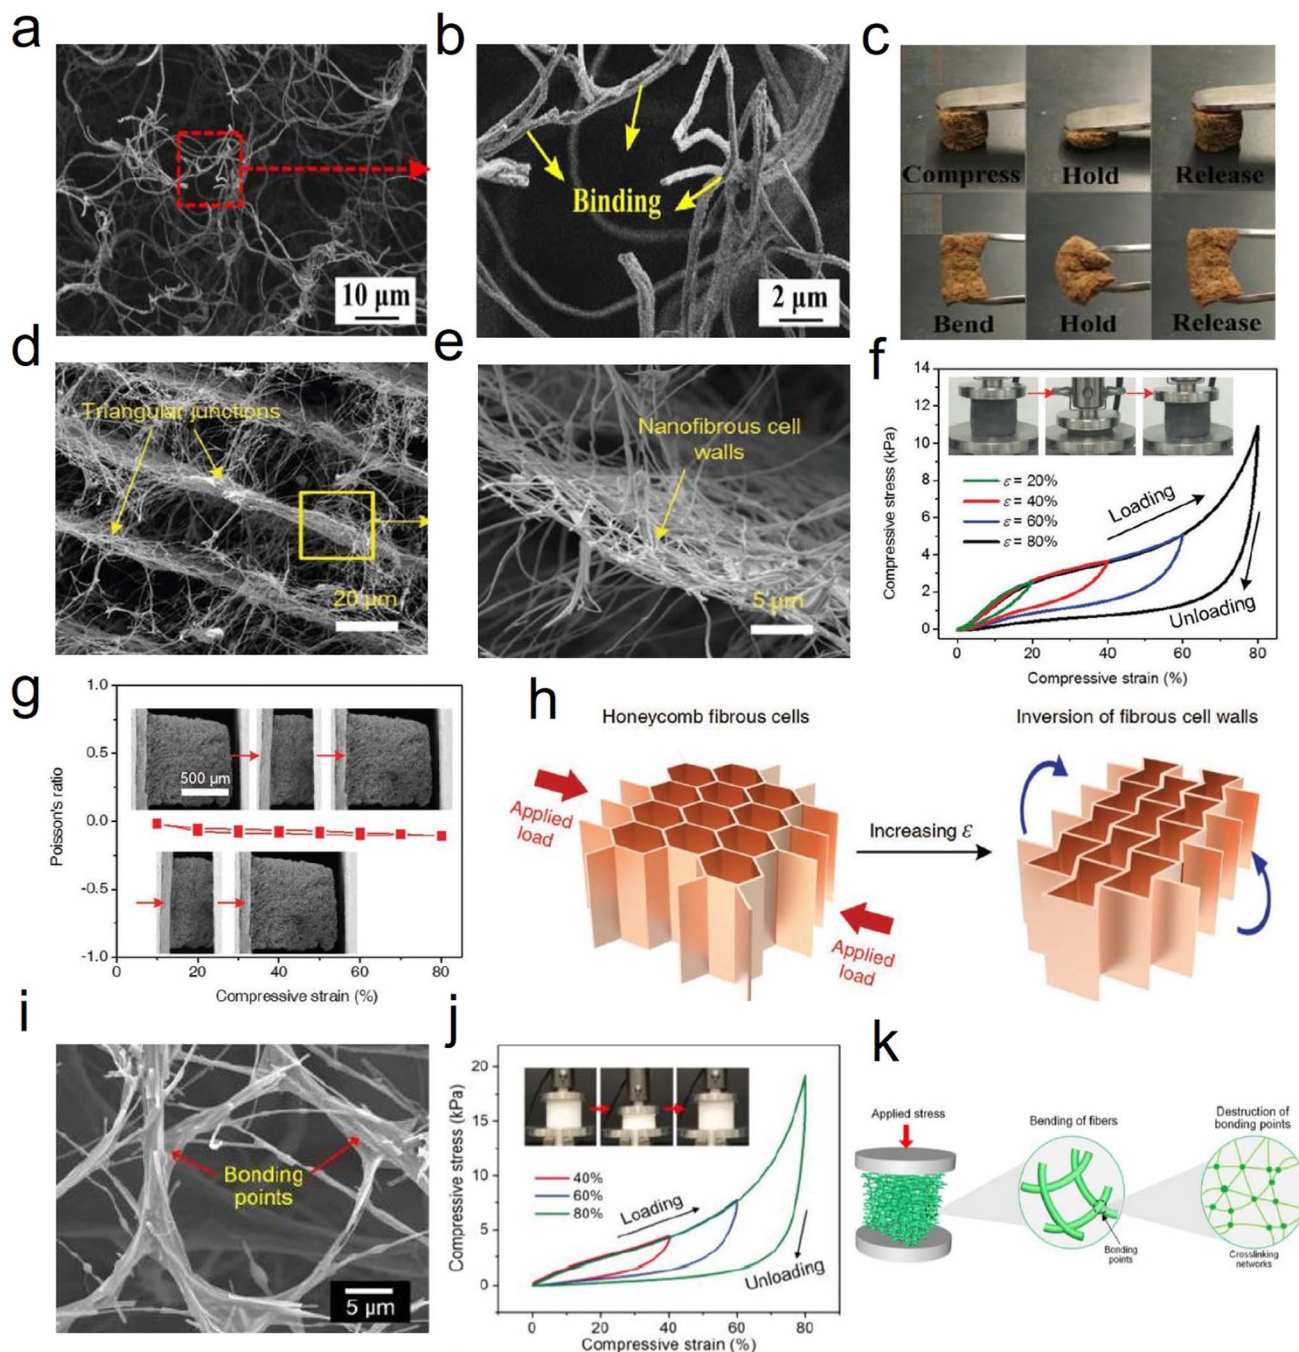 a
b
c
10 μm
Binding
2 μm
Compress
Hold
Release
Bend
Hold
Release
d
e
f
Triangular junctions
20 μm
Nanofibrous cell
walls
5 μm
Compressive stress (kPa)
14
12
10
8
6
4
2
0
ε = 20%
ε = 40%
ε = 60%
ε = 80%
Loading
Unloading
0
20
40
60
80
Compressive strain (%)
g
Poisson's ratio
1.0
0.5
0.0
-0.5
-1.0
500 μm
0
20
40
60
80
Compressive strain (%)
h
Honeycomb fibrous cells
Inversion of fibrous cell walls
Applied
load
Increasing ε
Applied
load
i
Bonding
points
5 μm
j
Compressive stress (kPa)
20
15
10
5
0
40%
60%
80%
Loading
Unloading
0
20
40
60
80
Compressive strain (%)
k
Applied stress
Bending of fibers
Bonding
points
Destruction of
bonding points
Crosslinking
networks